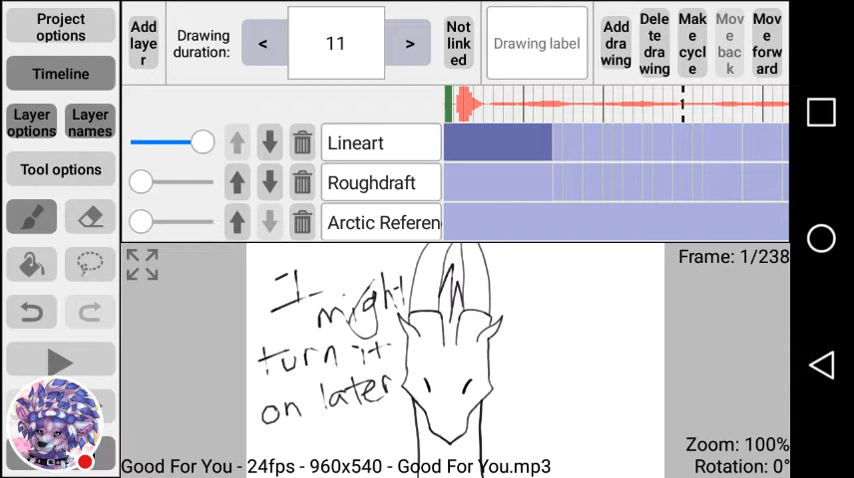 Project options
Timeline
Layer options
Layer names
Tool options
Add layer
Drawing duration:
<
11
>
Not linked
Drawing label
Add drawing
Delete drawing
Make cycle
Move back
Move forward
Lineart
Roughdraft
Arctic Referen
Frame: 1/238
I
might
turn it
on later
Zoom: 100%
Rotation: 0°
Good For You - 24fps - 960x540 - Good For You.mp3